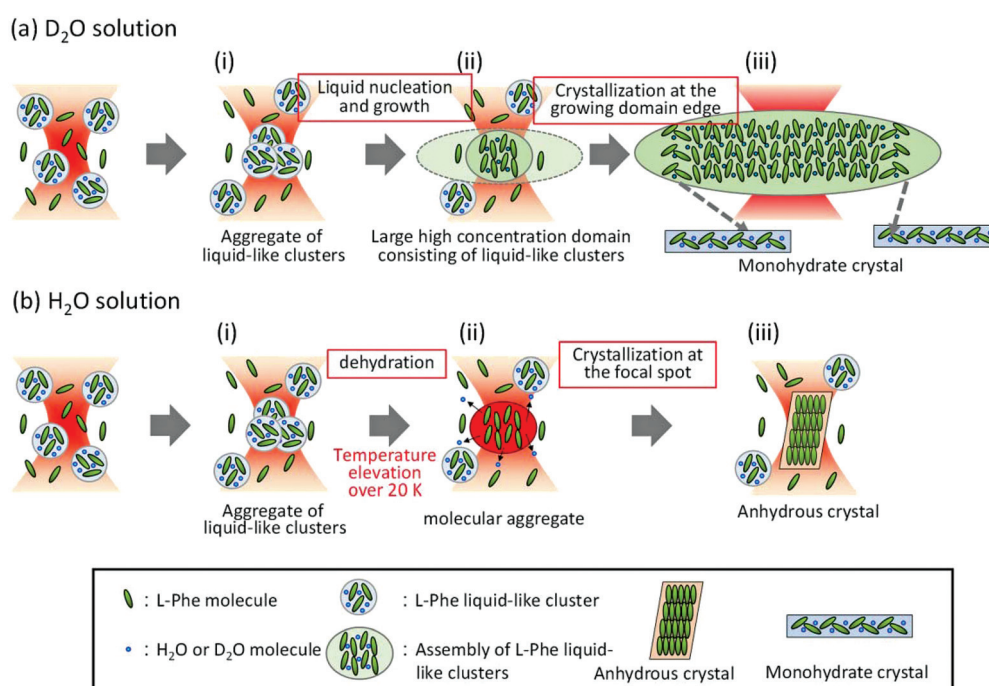 (a) D₂O solution
(i)
(ii)
(iii)
Liquid nucleation
and growth
Crystallization at the
growing domain edge
Aggregate of
liquid-like clusters
Large high concentration domain
consisting of liquid-like clusters
Monohydrate crystal
(b) H₂O solution
(i)
(ii)
(iii)
dehydration
Crystallization at
the focal spot
Temperature
elevation
over 20 K
Aggregate of
liquid-like clusters
molecular aggregate
Anhydrous crystal
: L-Phe molecule
: L-Phe liquid-like cluster
: H₂O or D₂O molecule
: Assembly of L-Phe liquid-
like clusters
Anhydrous crystal
Monohydrate crystal